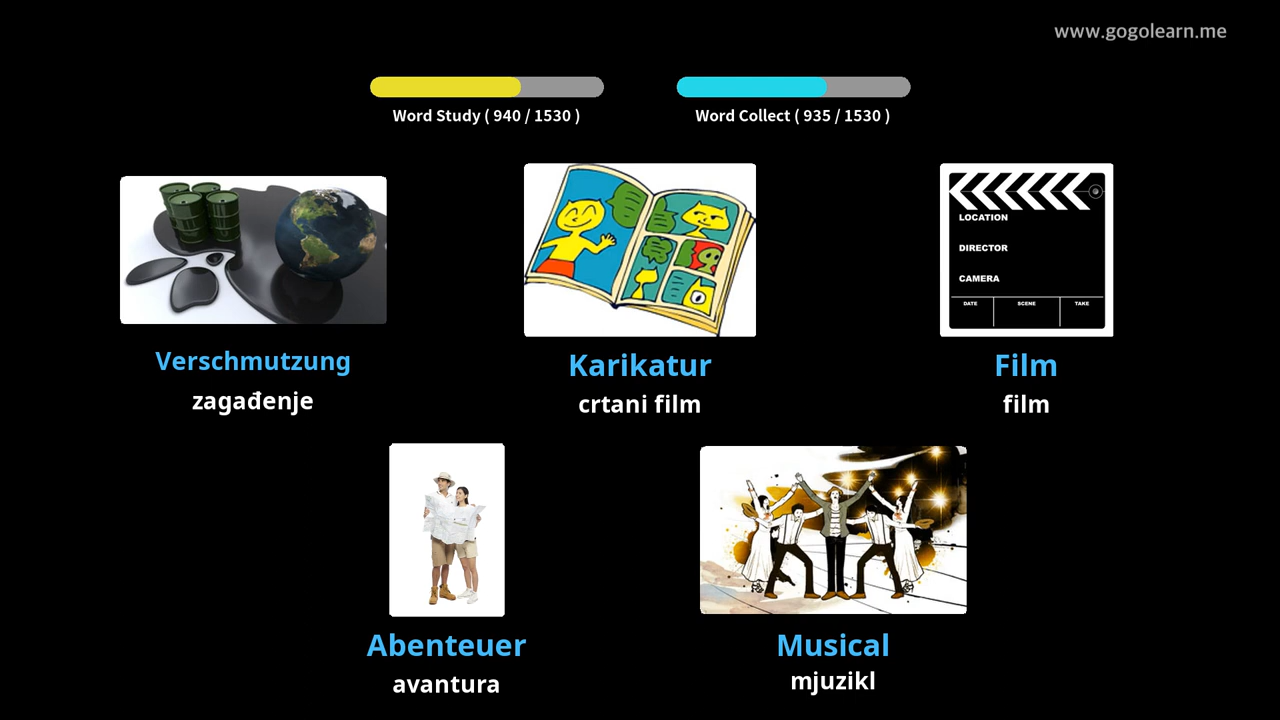 www.gogolearn.me
Word Study ( 940 / 1530 )
Word Collect ( 935 / 1530 )
LOCATION
DIRECTOR
CAMERA
DATE
SCENE
TAKE
Verschmutzung
zagađenje
Karikatur
crtani film
Film
film
Abenteuer
avantura
Musical
mjuzikl